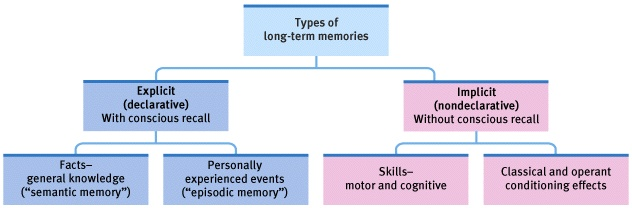 Types of
long-term memories
Explicit
(declarative)
With conscious recall
Implicit
(nondeclarative)
Without conscious recall
Facts–
general knowledge
(“semantic memory”)
Personally
experienced events
(“episodic memory”)
Skills–
motor and cognitive
Classical and operant
conditioning effects